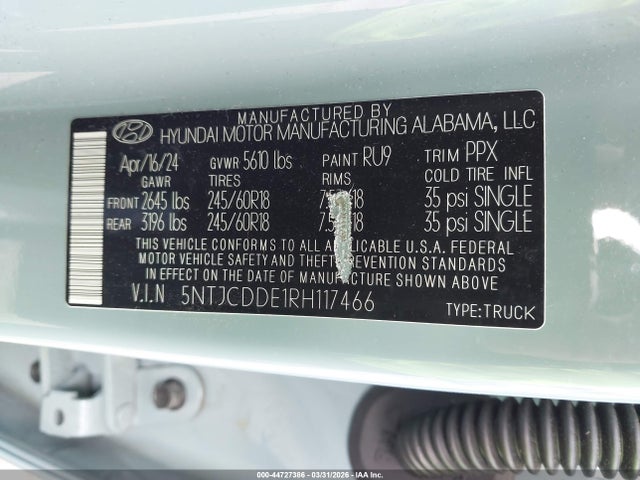 MANUFACTURED BY
HYUNDAI MOTOR MANUFACTURING ALABAMA, LLC
Apr/16/24 GVWR 5610 lbs PAINT RU9 TRIM PPX
GAWR TIRES RIMS COLD TIRE INFL
FRONT 2645 lbs 245/60R18 18 35 psi SINGLE
REAR 3196 lbs 245/60R18 18 35 psi SINGLE
THIS VEHICLE CONFORMS TO ALL APPLICABLE U.S.A. FEDERAL
MOTOR VEHICLE SAFETY AND THEFT PREVENTION STANDARDS
IN EFFECT ON THE DATE OF MANUFACTURE SHOWN ABOVE
V.I.N 5NTJCDDE1RH117466 TYPE:TRUCK
000-44727366 | 03/31/2026 | © IAA Inc.